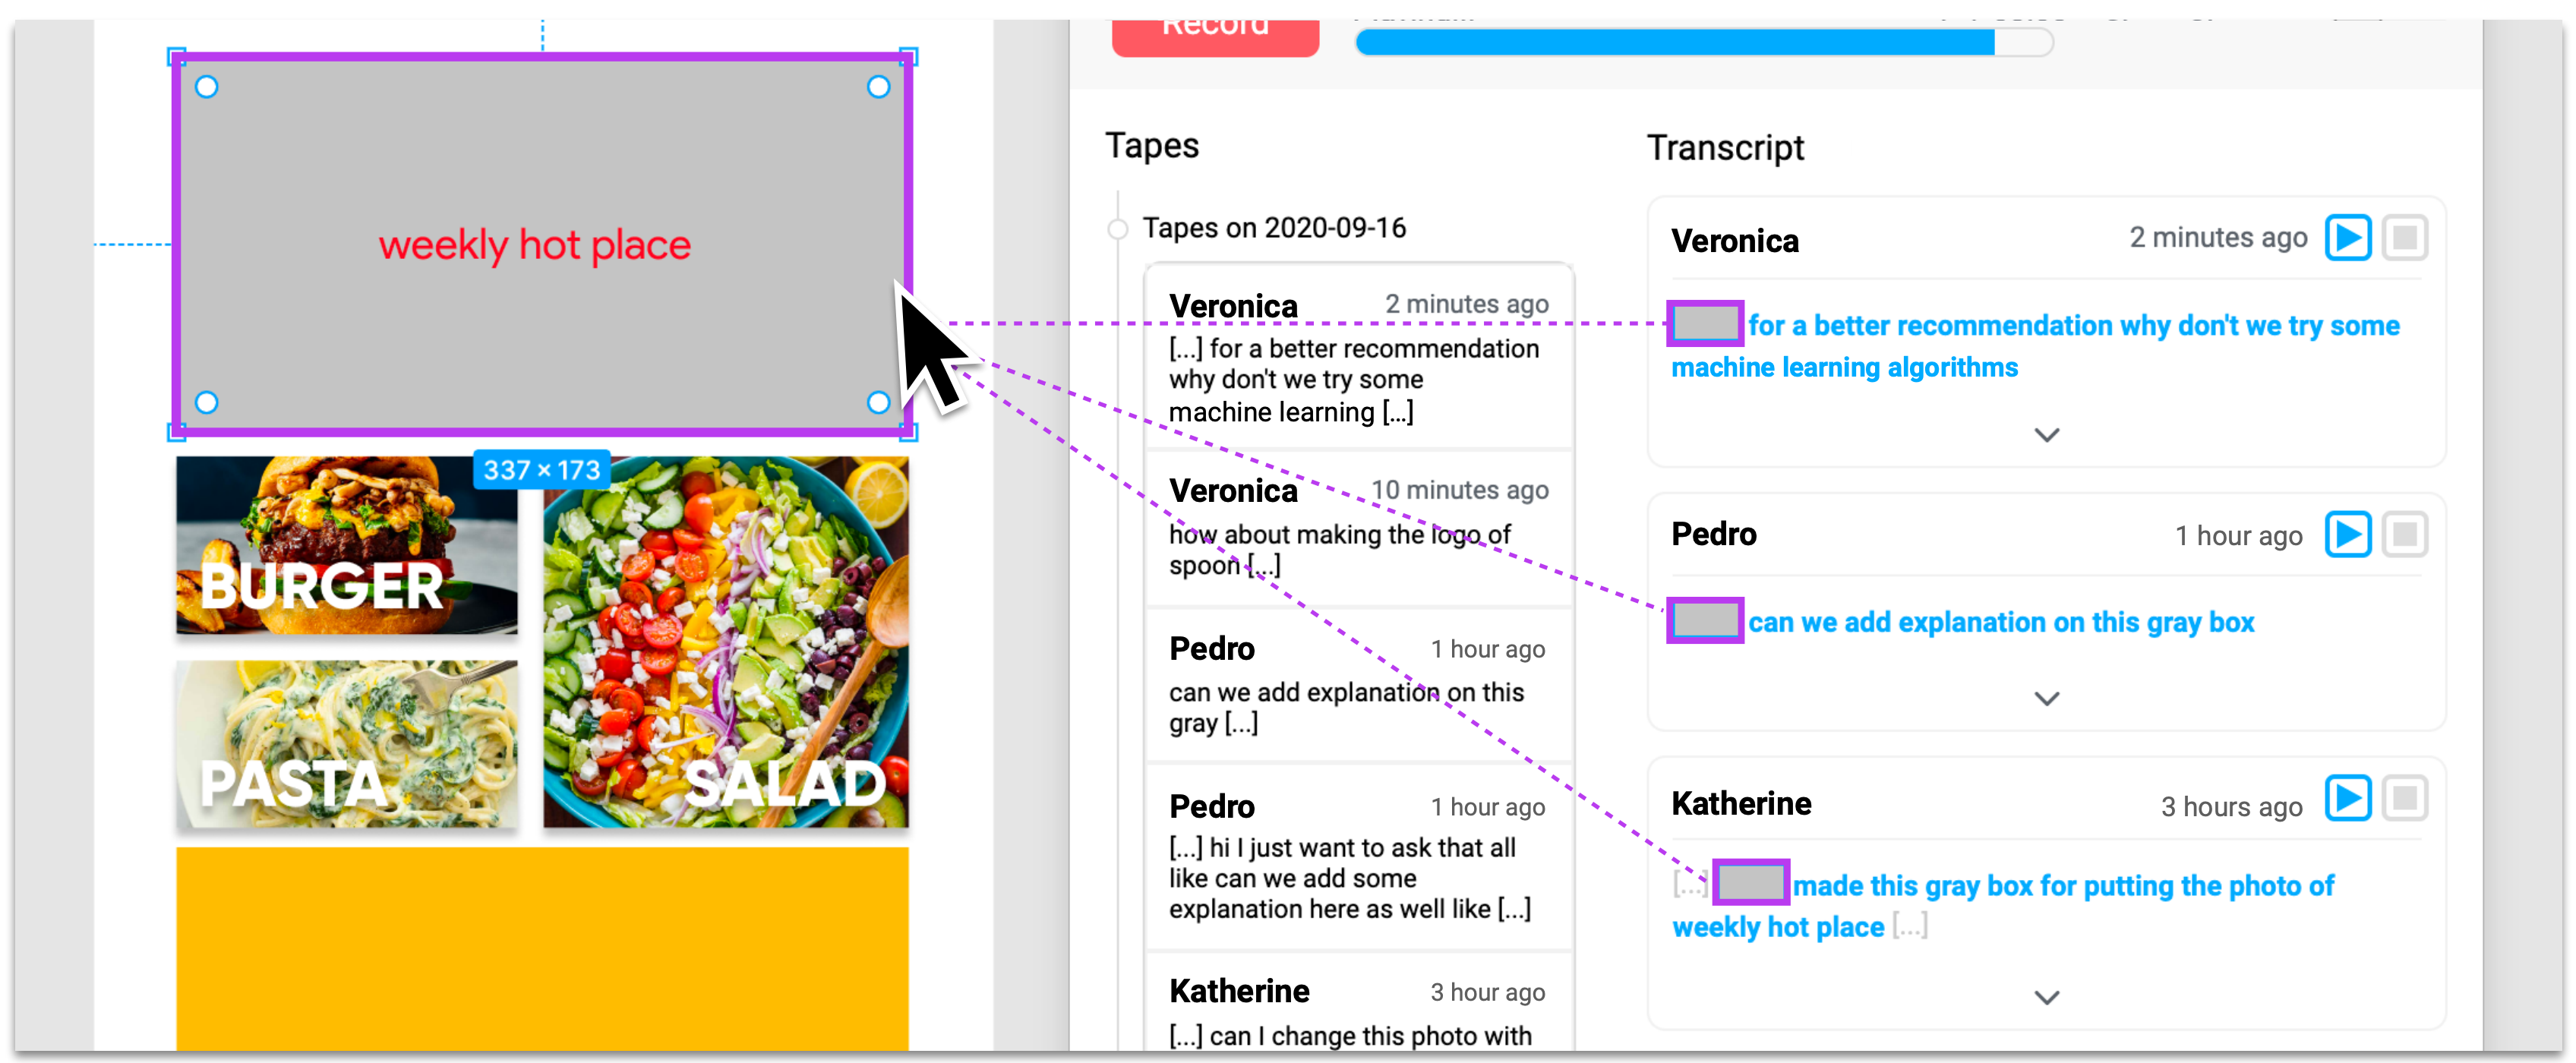 weekly hot place
337 × 173
BURGER
PASTA
SALAD
Record
Tapes
Tapes on 2020-09-16
Veronica 2 minutes ago
[...] for a better recommendation
why don't we try some
machine learning [...]
Veronica 10 minutes ago
how about making the logo of
spoon [...]
Pedro 1 hour ago
can we add explanation on this
gray [...]
Pedro 1 hour ago
[...] hi I just want to ask that all
like can we add some
explanation here as well like [...]
Katherine 3 hour ago
[...] can I change this photo with
Transcript
Veronica 2 minutes ago
for a better recommendation why don't we try some
machine learning algorithms
Pedro 1 hour ago
can we add explanation on this gray box
Katherine 3 hours ago
[...] made this gray box for putting the photo of
weekly hot place [...]